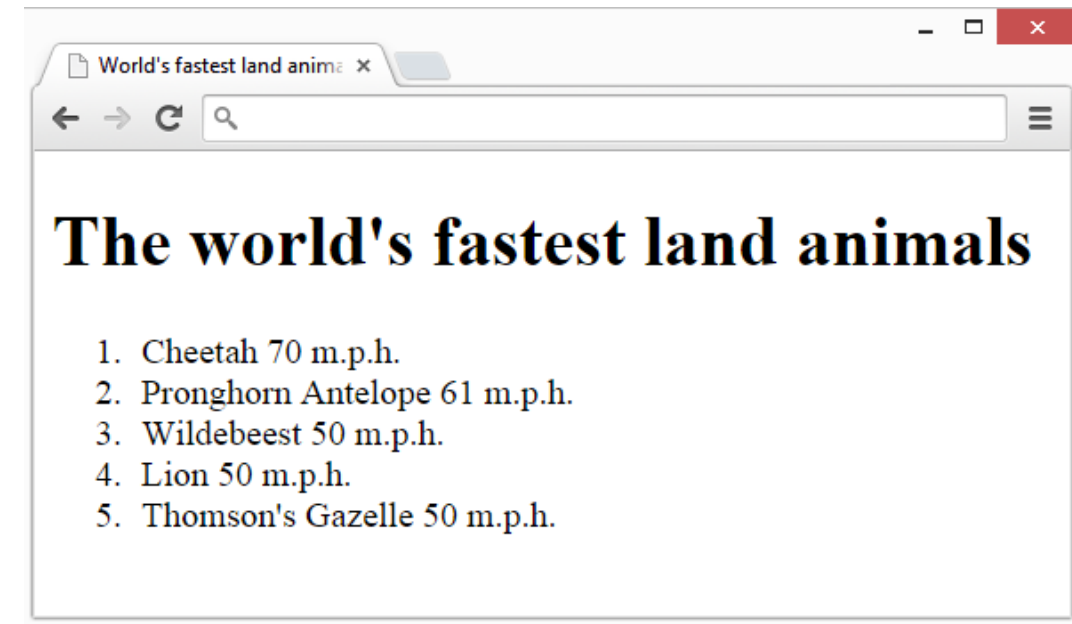 World's fastest land anima
The world's fastest land animals
1. Cheetah 70 m.p.h.
2. Pronghorn Antelope 61 m.p.h.
3. Wildebeest 50 m.p.h.
4. Lion 50 m.p.h.
5. Thomson's Gazelle 50 m.p.h.